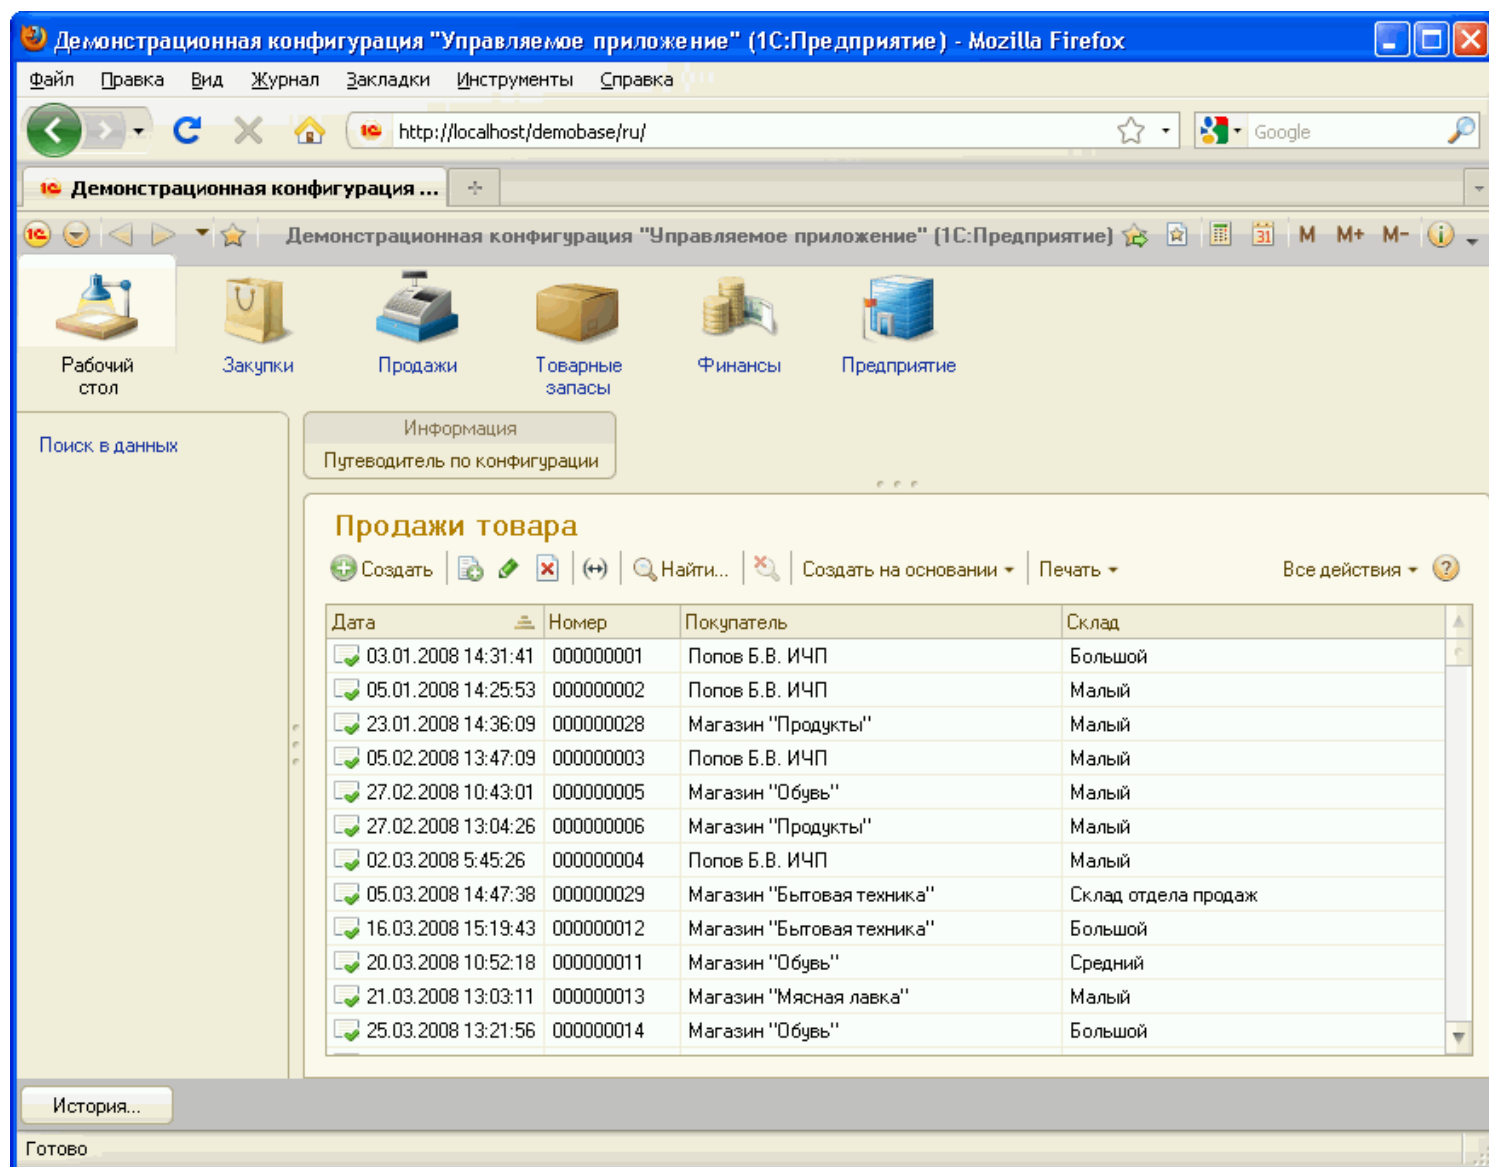 Демонстрационная конфигурация "Управляемое приложение" (1С:Предприятие) - Mozilla Firefox
Файл Правка Вид Журнал Закладки Инструменты Справка
1С http://localhost/demobase/ru/ Google
1С Демонстрационная конфигурация ...
1С Демонстрационная конфигурация "Управляемое приложение" (1С:Предприятие) 31 M M+ M-
Рабочий стол
Закупки
Продажи
Товарные запасы
Финансы
Предприятие
Поиск в данных
Информация
Путеводитель по конфигурации
Продажи товара
Создать Найти... Создать на основании Печать Все действия ?
Дата Номер Покупатель Склад
03.01.2008 14:31:41 000000001 Попов Б.В. ИЧП Большой
05.01.2008 14:25:53 000000002 Попов Б.В. ИЧП Малый
23.01.2008 14:36:09 000000028 Магазин "Продукты" Малый
05.02.2008 13:47:09 000000003 Попов Б.В. ИЧП Малый
27.02.2008 10:43:01 000000005 Магазин "Обувь" Малый
27.02.2008 13:04:26 000000006 Магазин "Продукты" Малый
02.03.2008 5:45:26 000000004 Попов Б.В. ИЧП Малый
05.03.2008 14:47:38 000000029 Магазин "Бытовая техника" Склад отдела продаж
16.03.2008 15:19:43 000000012 Магазин "Бытовая техника" Большой
20.03.2008 10:52:18 000000011 Магазин "Обувь" Средний
21.03.2008 13:03:11 000000013 Магазин "Мясная лавка" Малый
25.03.2008 13:21:56 000000014 Магазин "Обувь" Большой
История...
Готово